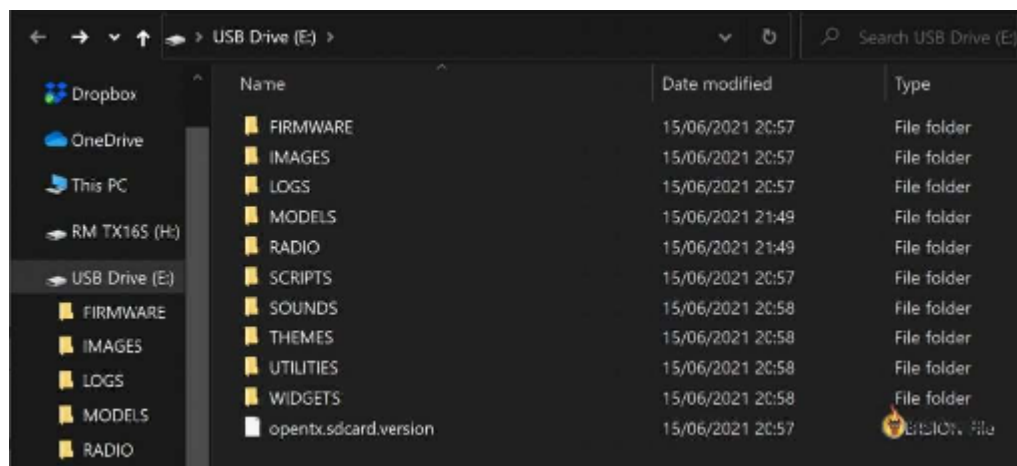 USB Drive (E:)
Search USB Drive (E:)
Name Date modified Type
Dropbox
OneDrive
This PC
RM TX16S (H:)
USB Drive (E:)
FIRMWARE
IMAGES
LOGS
MODELS
RADIO
FIRMWARE 15/06/2021 20:57 File folder
IMAGES 15/06/2021 20:57 File folder
LOGS 15/06/2021 20:57 File folder
MODELS 15/06/2021 21:49 File folder
RADIO 15/06/2021 21:49 File folder
SCRIPTS 15/06/2021 20:57 File folder
SOUNDS 15/06/2021 20:58 File folder
THEMES 15/06/2021 20:58 File folder
UTILITIES 15/06/2021 20:58 File folder
WIDGETS 15/06/2021 20:58 File folder
opentx.sdcard.version 15/06/2021 20:57 File